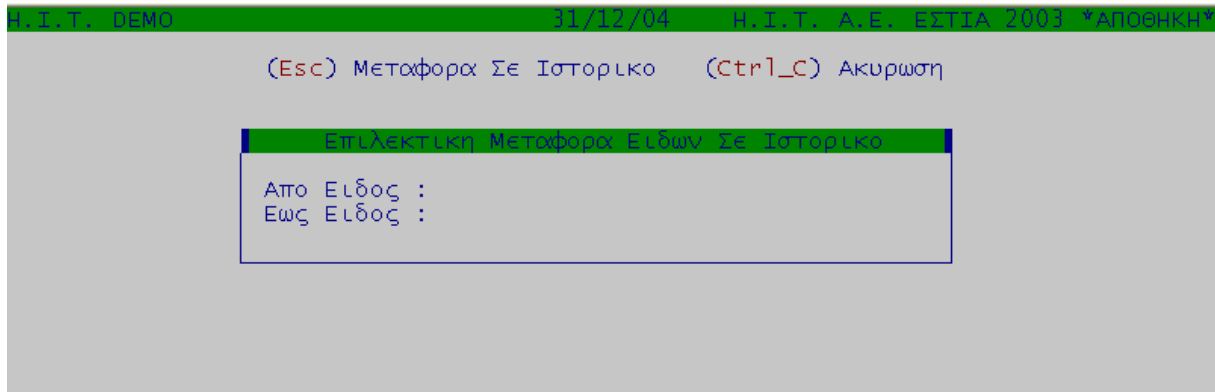 H.I.T. DEMO 31/12/04 H.I.T. A.E. ΕΣΤΙΑ 2003 *ΑΠΟΘΗΚΗ*
(Esc) Μεταφορα Σε Ιστορικο (Ctrl_C) Ακυρωση
Επιλεκτικη Μεταφορα Ειδων Σε Ιστορικο
Απο Ειδος :
Εως Ειδος :